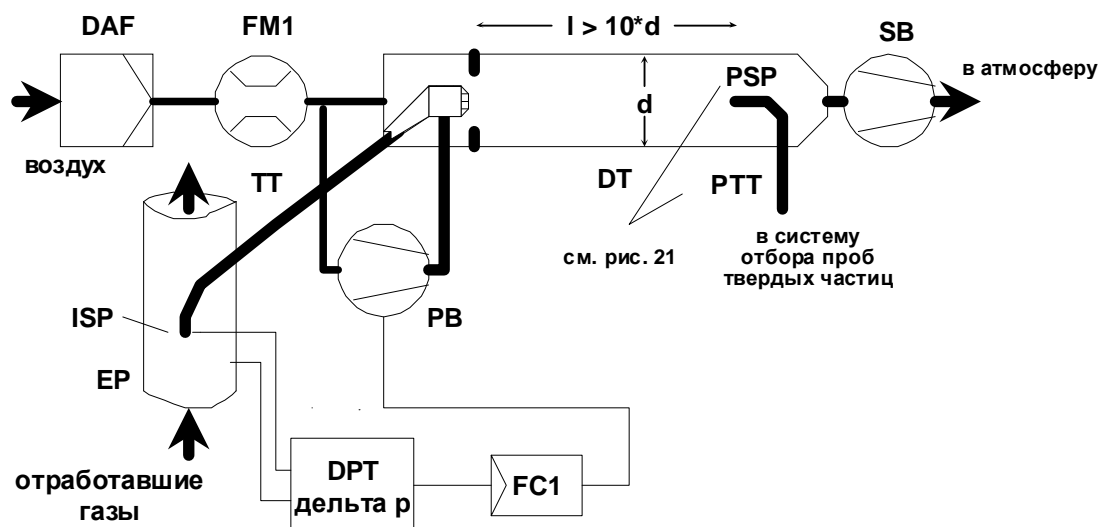 DAF
FM1
l > 10*d
SB
в атмосферу
PSP
d
воздух
TT
DT
PTT
см. рис. 21
в систему
отбора проб
твердых частиц
ISP
PB
EP
отработавшие
газы
DPT
дельта p
FC1